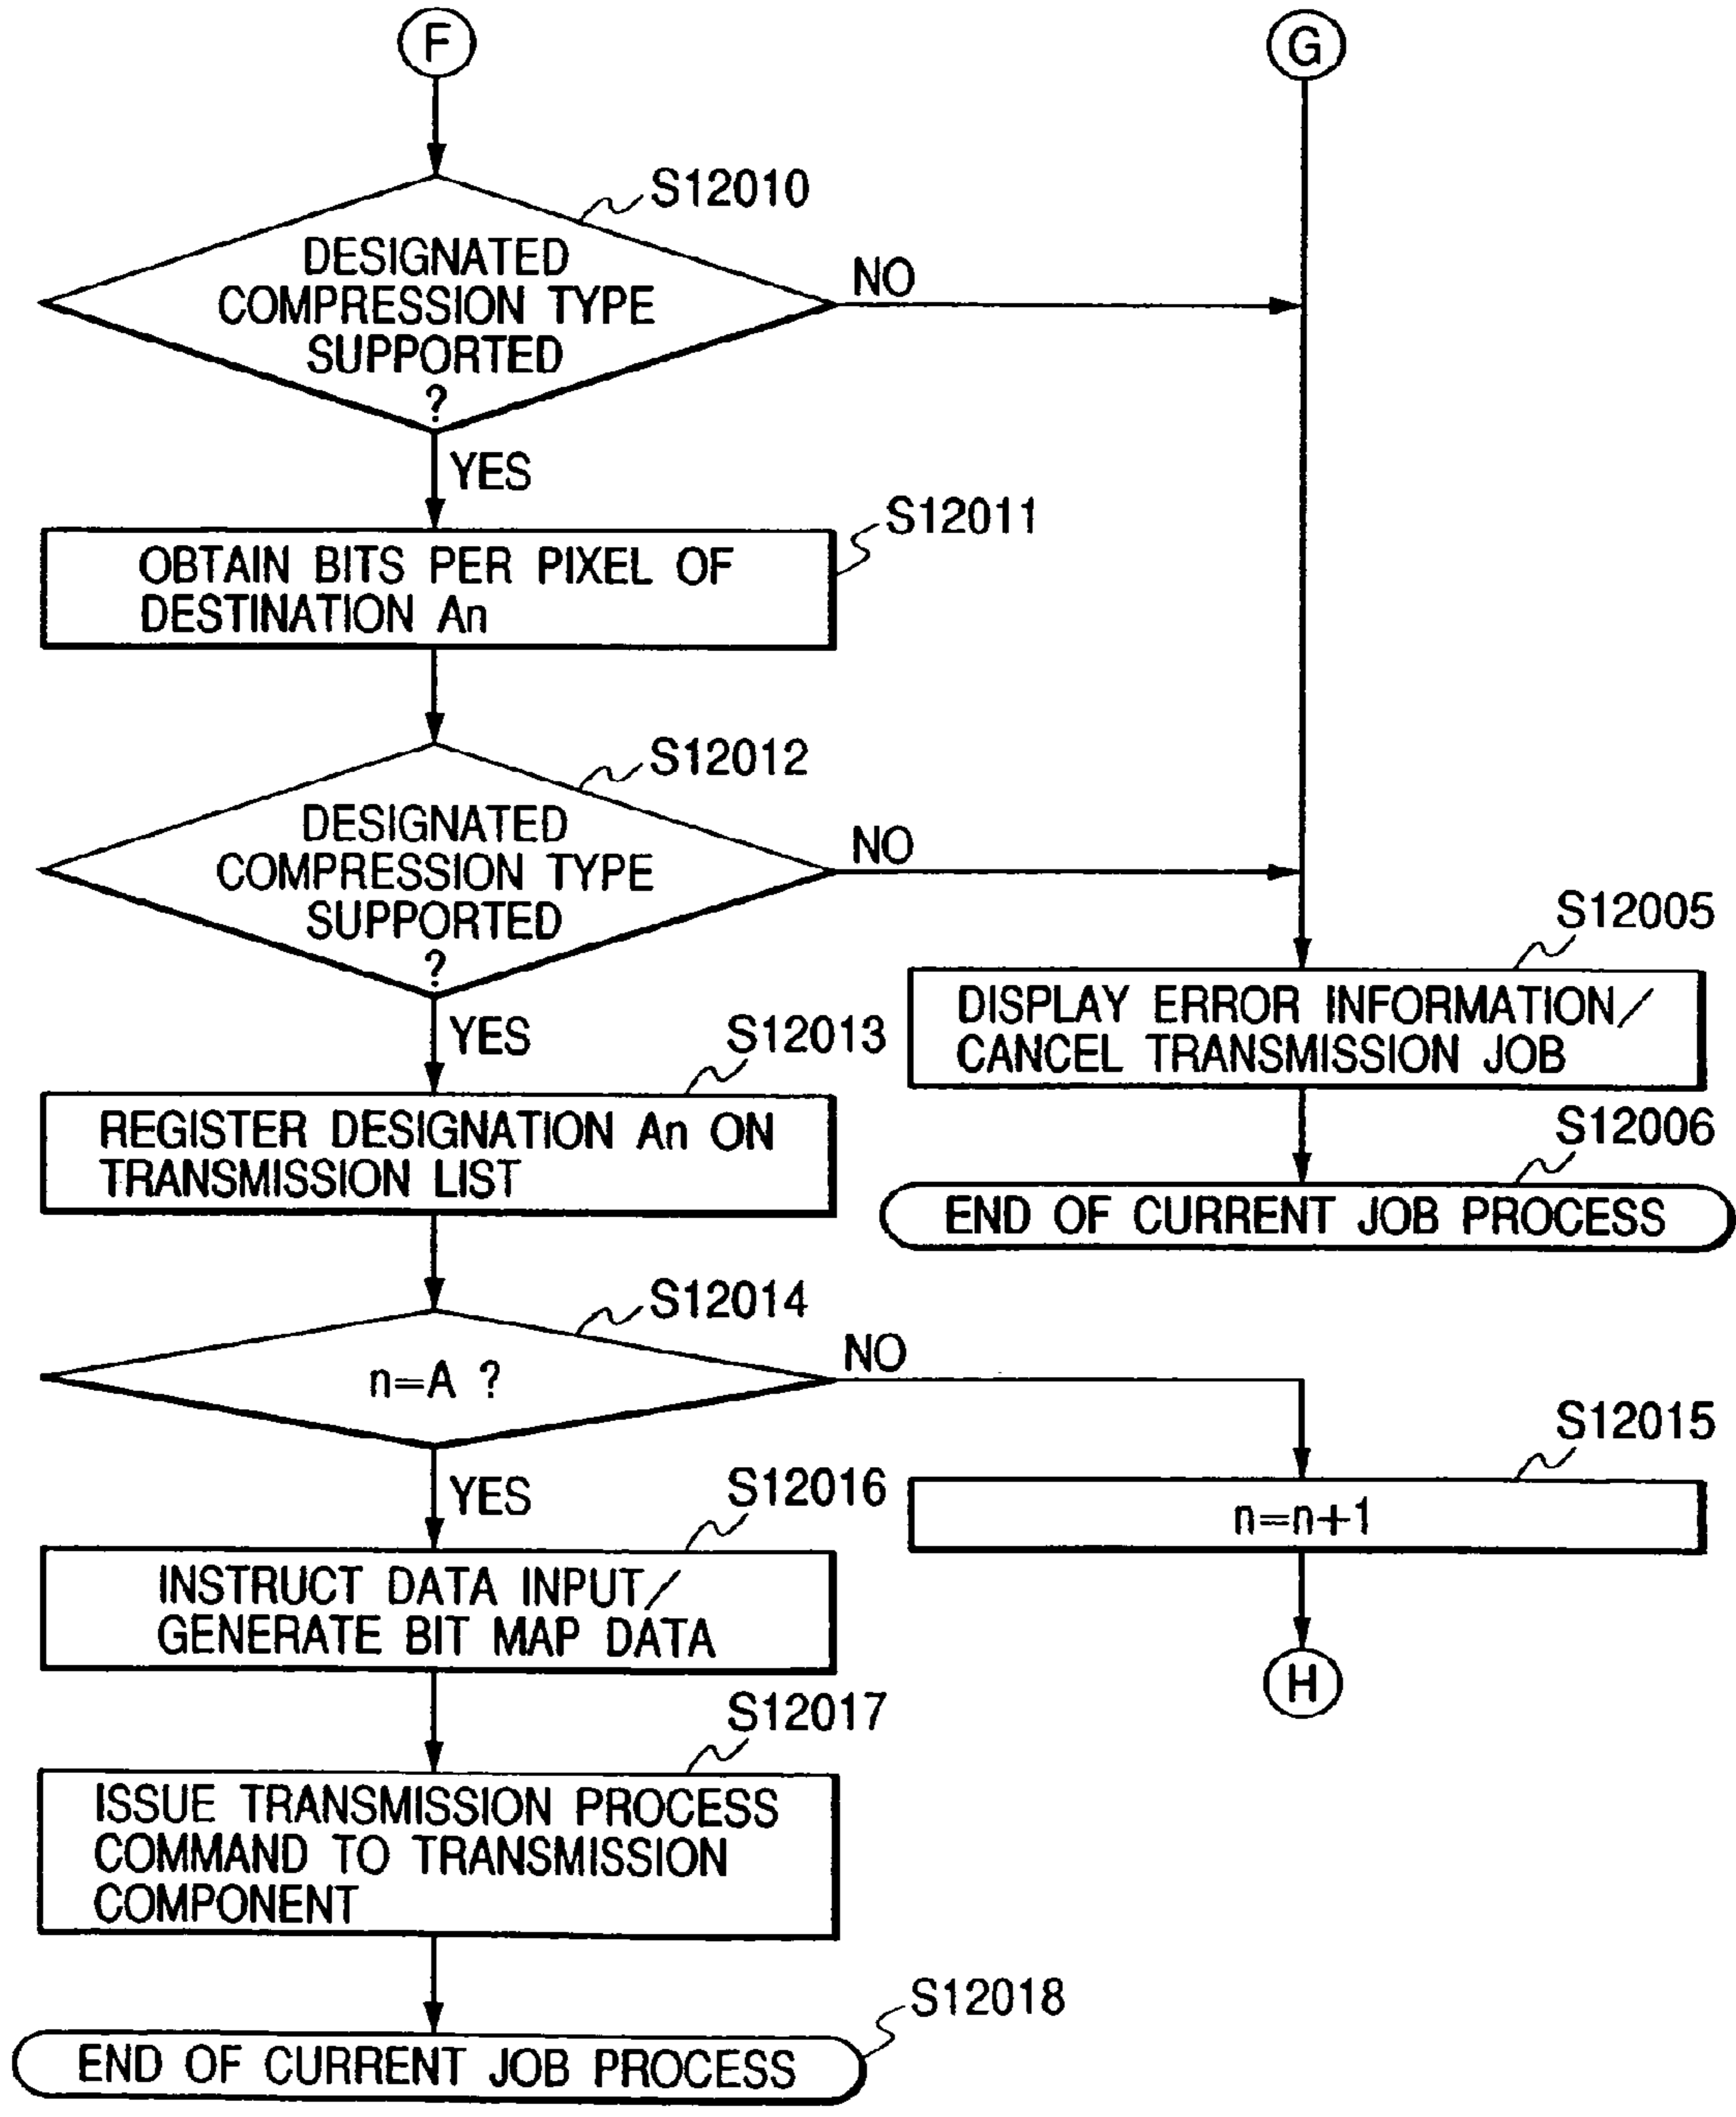 F
G
S12010
DESIGNATED
COMPRESSION TYPE
SUPPORTED
?
NO
YES
S12011
OBTAIN BITS PER PIXEL OF
DESTINATION An
S12012
DESIGNATED
COMPRESSION TYPE
SUPPORTED
?
NO
YES
S12005
DISPLAY ERROR INFORMATION/
CANCEL TRANSMISSION JOB
S12006
END OF CURRENT JOB PROCESS
S12013
REGISTER DESIGNATION An ON
TRANSMISSION LIST
S12014
n=A ?
NO
YES
S12015
n=n+1
H
S12016
INSTRUCT DATA INPUT/
GENERATE BIT MAP DATA
S12017
ISSUE TRANSMISSION PROCESS
COMMAND TO TRANSMISSION
COMPONENT
S12018
END OF CURRENT JOB PROCESS